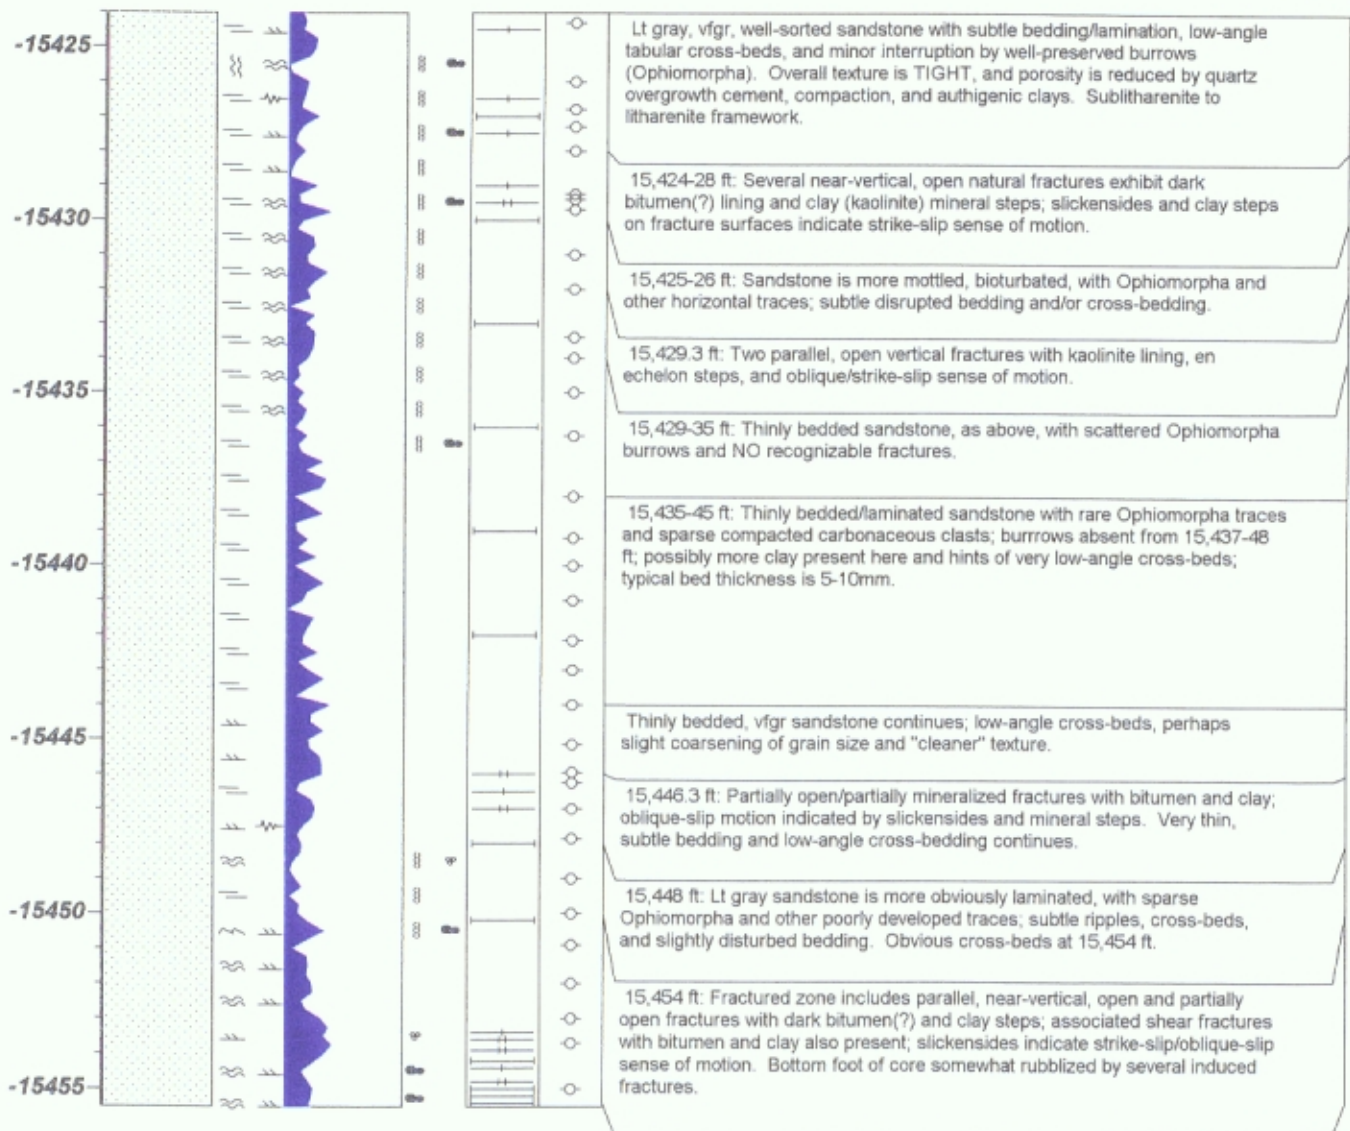 -15425
-15430
-15435
-15440
-15445
-15450
-15455
Lt gray, vfgr, well-sorted sandstone with subtle bedding/lamination, low-angle
tabular cross-beds, and minor interruption by well-preserved burrows
(Ophiomorpha). Overall texture is TIGHT, and porosity is reduced by quartz
overgrowth cement, compaction, and authigenic clays. Sublitharenite to
litharenite framework.
15,424-28 ft: Several near-vertical, open natural fractures exhibit dark
bitumen(?) lining and clay (kaolinite) mineral steps; slickensides and clay steps
on fracture surfaces indicate strike-slip sense of motion.
15,425-26 ft: Sandstone is more mottled, bioturbated, with Ophiomorpha and
other horizontal traces; subtle disrupted bedding and/or cross-bedding.
15,429.3 ft: Two parallel, open vertical fractures with kaolinite lining, en
echelon steps, and oblique/strike-slip sense of motion.
15,429-35 ft: Thinly bedded sandstone, as above, with scattered Ophiomorpha
burrows and NO recognizable fractures.
15,435-45 ft: Thinly bedded/laminated sandstone with rare Ophiomorpha traces
and sparse compacted carbonaceous clasts; burrrows absent from 15,437-48
ft; possibly more clay present here and hints of very low-angle cross-beds;
typical bed thickness is 5-10mm.
Thinly bedded, vfgr sandstone continues; low-angle cross-beds, perhaps
slight coarsening of grain size and "cleaner" texture.
15,446.3 ft: Partially open/partially mineralized fractures with bitumen and clay;
oblique-slip motion indicated by slickensides and mineral steps. Very thin,
subtle bedding and low-angle cross-bedding continues.
15,448 ft: Lt gray sandstone is more obviously laminated, with sparse
Ophiomorpha and other poorly developed traces; subtle ripples, cross-beds,
and slightly disturbed bedding. Obvious cross-beds at 15,454 ft.
15,454 ft: Fractured zone includes parallel, near-vertical, open and partially
open fractures with dark bitumen(?) and clay steps; associated shear fractures
with bitumen and clay also present; slickensides indicate strike-slip/oblique-slip
sense of motion. Bottom foot of core somewhat rubblized by several induced
fractures.